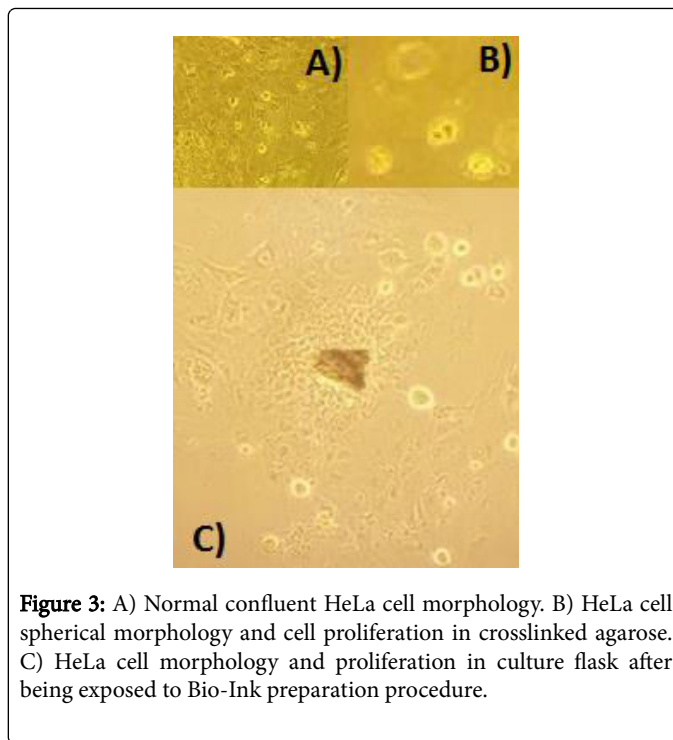 A)
B)
C)
Figure 3: A) Normal confluent HeLa cell morphology. B) HeLa cell
spherical morphology and cell proliferation in crosslinked agarose.
C) HeLa cell morphology and proliferation in culture flask after
being exposed to Bio-Ink preparation procedure.